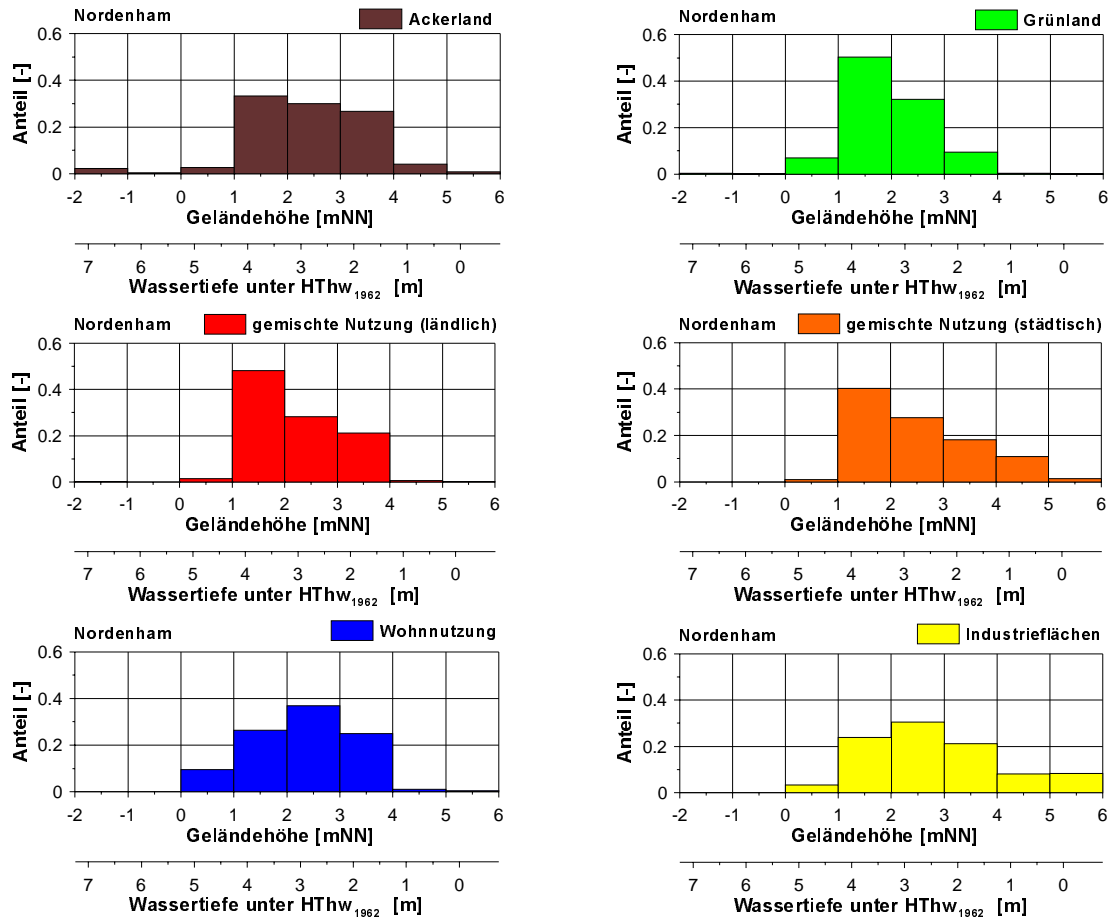 Nordenham Ackerland
0.6
0.4
0.2
0
Anteil [-]
-2 -1 0 1 2 3 4 5 6
Geländehöhe [mNN]
7 6 5 4 3 2 1 0
Wassertiefe unter HThw1962 [m]
Nordenham Grünland
0.6
0.4
0.2
0
Anteil [-]
-2 -1 0 1 2 3 4 5 6
Geländehöhe [mNN]
7 6 5 4 3 2 1 0
Wassertiefe unter HThw1962 [m]
Nordenham gemischte Nutzung (ländlich)
0.6
0.4
0.2
0
Anteil [-]
-2 -1 0 1 2 3 4 5 6
Geländehöhe [mNN]
7 6 5 4 3 2 1 0
Wassertiefe unter HThw1962 [m]
Nordenham gemischte Nutzung (städtisch)
0.6
0.4
0.2
0
Anteil [-]
-2 -1 0 1 2 3 4 5 6
Geländehöhe [mNN]
7 6 5 4 3 2 1 0
Wassertiefe unter HThw1962 [m]
Nordenham Wohnnutzung
0.6
0.4
0.2
0
Anteil [-]
-2 -1 0 1 2 3 4 5 6
Geländehöhe [mNN]
7 6 5 4 3 2 1 0
Wassertiefe unter HThw1962 [m]
Nordenham Industrieflächen
0.6
0.4
0.2
0
Anteil [-]
-2 -1 0 1 2 3 4 5 6
Geländehöhe [mNN]
7 6 5 4 3 2 1 0
Wassertiefe unter HThw1962 [m]